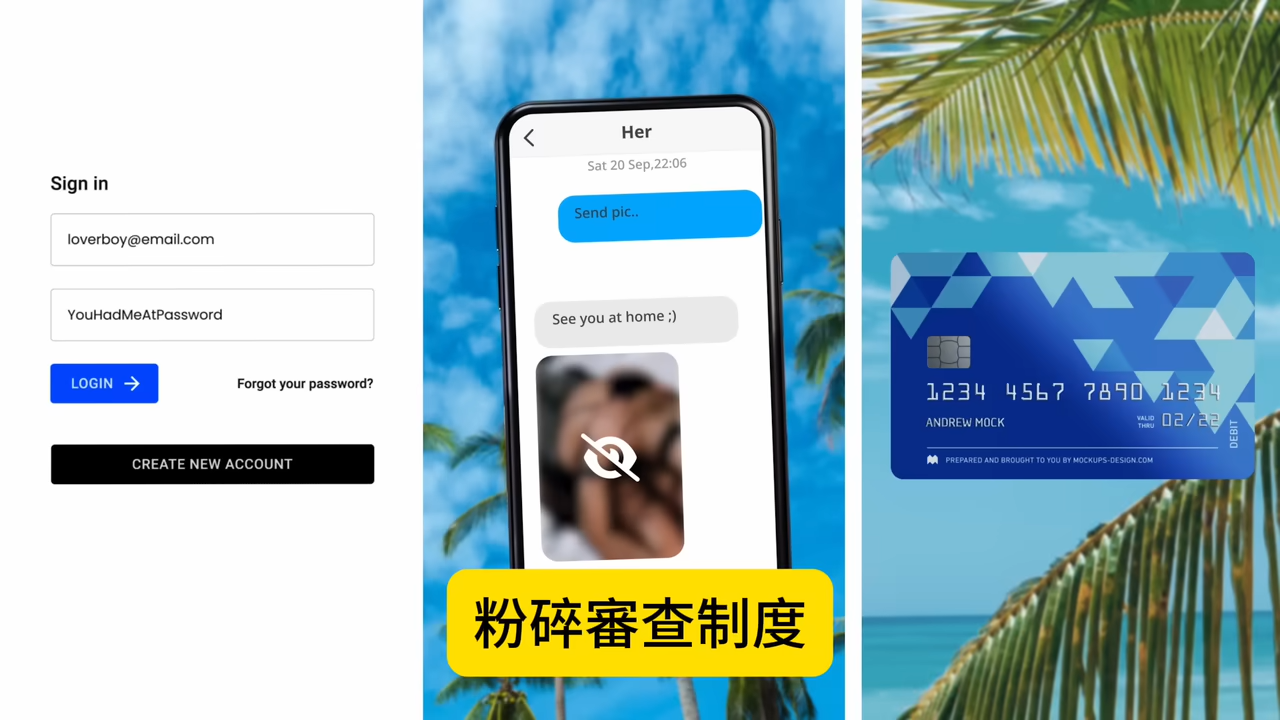 Sign in
loverboy@email.com
YouHadMeAtPassword
LOGIN
Forgot your password?
CREATE NEW ACCOUNT
Her
Sat 20 Sep,22:06
Send pic..
See you at home ;)
粉碎審查制度
1234 4567 7890 1234
ANDREW MOCK
VALID THRU 02/22
DEBIT
PREPARED AND BROUGHT TO YOU BY MOCKUPS-DESIGN.COM